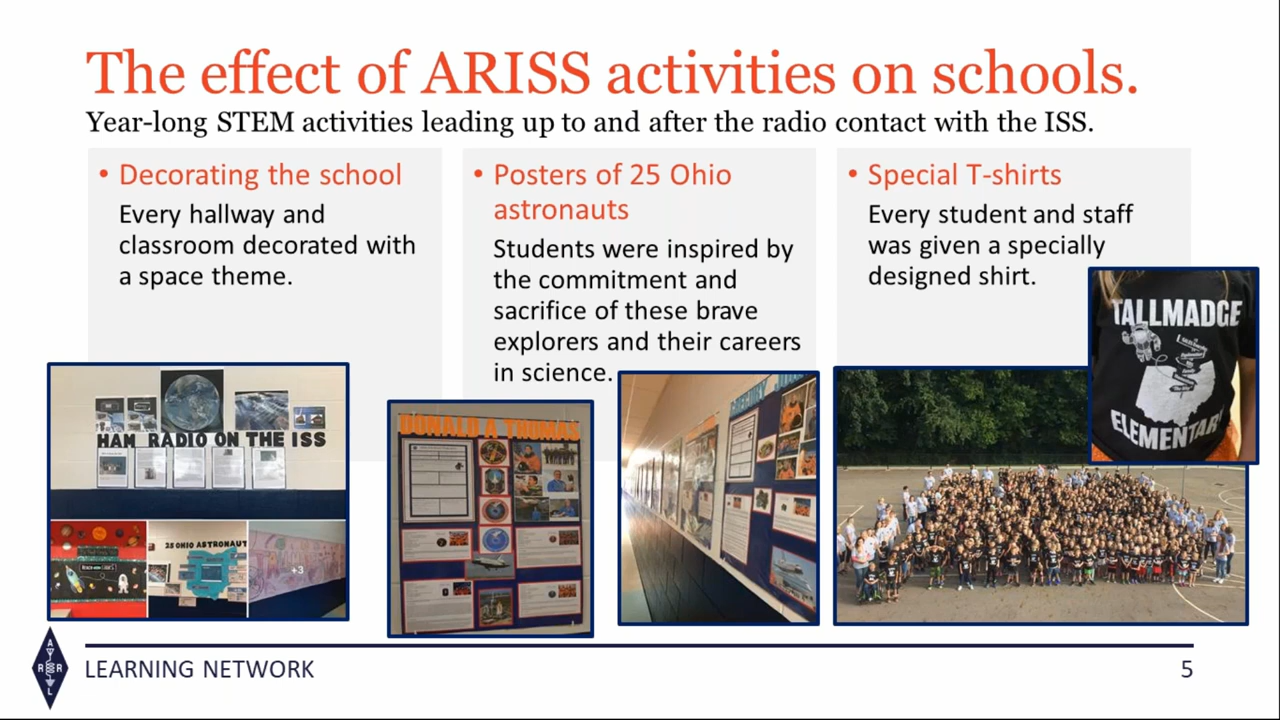 The effect of ARISS activities on schools.
Year-long STEM activities leading up to and after the radio contact with the ISS.
• Decorating the school
Every hallway and
classroom decorated with
a space theme.
• Posters of 25 Ohio
astronauts
Students were inspired by
the commitment and
sacrifice of these brave
explorers and their careers
in science.
• Special T-shirts
Every student and staff
was given a specially
designed shirt.
TALLMADGE
ELEMENTARY
HAM RADIO ON THE ISS
25 OHIO ASTRONAUT
+3
DONALD A THOMAS
GREGORY
A
R R
L
LEARNING NETWORK
5